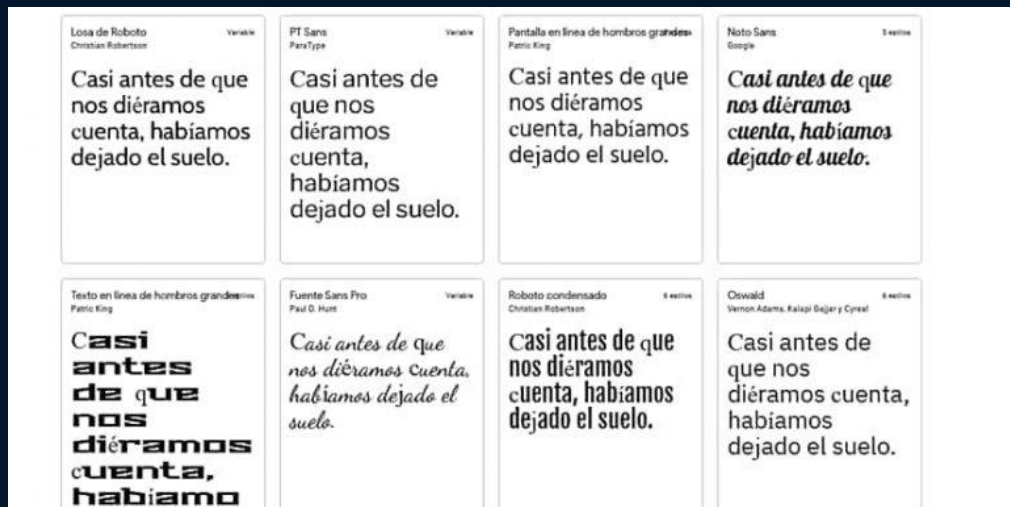 Losa de Roboto Variable
Christian Robertson
Casi antes de que
nos diéramos
cuenta, habíamos
dejado el suelo.
PT Sans Variable
ParaType
Casi antes de
que nos
diéramos
cuenta,
habíamos
dejado el suelo.
Pantalla en línea de hombros grandes
Patric King
Casi antes de que
nos diéramos
cuenta, habíamos
dejado el suelo.
Noto Sans 3 estilos
Google
Casi antes de que
nos diéramos
cuenta, habíamos
dejado el suelo.
Texto en línea de hombros grandes
Patric King
Casi
antes
de que
nos
diéramos
cuenta,
habíamo
Fuente Sans Pro Variable
Paul D. Hunt
Casi antes de que
nos diéramos cuenta,
habíamos dejado el
suelo.
Roboto condensado 6 estilos
Christian Robertson
Casi antes de que
nos diéramos
cuenta, habíamos
dejado el suelo.
Oswald 6 estilos
Vernon Adams, Kalapi Gajjar y Cyreal
Casi antes de
que nos
diéramos cuenta,
habíamos
dejado el suelo.